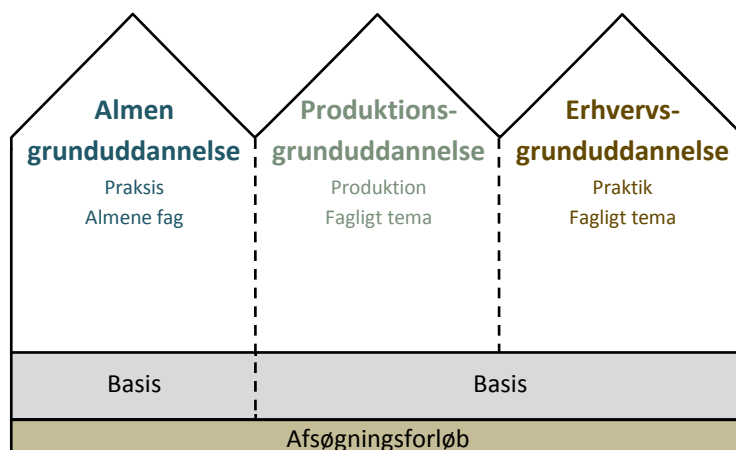 Almen
grunduddannelse
Praksis
Almene fag
Produktions-
grunduddannelse
Produktion
Fagligt tema
Erhvervs-
grunduddannelse
Praktik
Fagligt tema
Basis
Basis
Afsøgningsforløb